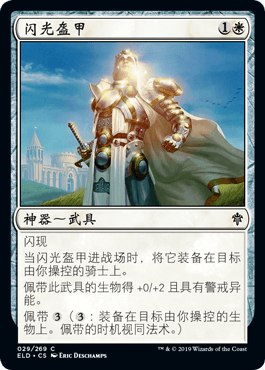 闪光盔甲 1
神器～武具
闪现
当闪光盔甲进战场时，将它装备在目标
由你操控的骑士上。
佩带此武具的生物得+0/+2且具有警戒异
能。
佩带3（3：装备在目标由你操控的生
物上。佩带的时机视同法术。）
029/269 C
ELD • CS ERIC DESCHAMPS
™ & © 2019 Wizards of the Coast